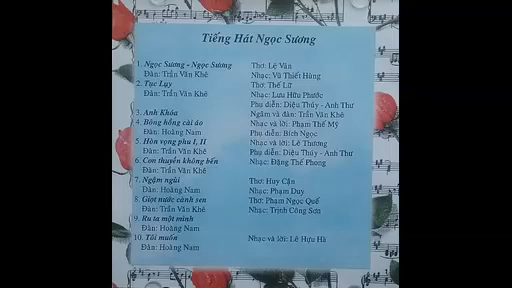 Tiếng Hát Ngọc Sương
1. Ngọc Sương - Ngọc Sương Thơ: Lệ Vân
Đàn: Trần Văn Khê Nhạc: Vũ Thiết Hùng
2. Tục Lụy Thơ: Thế Lữ
Đàn: Trần Văn Khê Nhạc: Lưu Hữu Phước
Phụ diễn: Diệu Thúy - Anh Thư
3. Anh Khóa Ngâm và đàn: Trần Văn Khê
4. Bông hồng cài áo Nhạc và lời: Phạm Thế Mỹ
Đàn: Hoàng Nam Phụ diễn: Bích Ngọc
5. Hòn vọng phu I, II Nhạc và lời: Lê Thương
Đàn: Trần Văn Khê Phụ diễn: Diệu Thúy - Anh Thư
6. Con thuyền không bến Nhạc: Đặng Thế Phong
Đàn: Trần Văn Khê
7. Ngậm ngùi Thơ: Huy Cận
Đàn: Hoàng Nam Nhạc: Phạm Duy
8. Giọt nước cành sen Thơ: Phạm Ngọc Quế
Đàn: Trần Văn Khê Nhạc: Trịnh Công Sơn
9. Ru ta một mình
Đàn: Hoàng Nam
10. Tôi muốn Nhạc và lời: Lê Hựu Hà
Đàn: Hoàng Nam